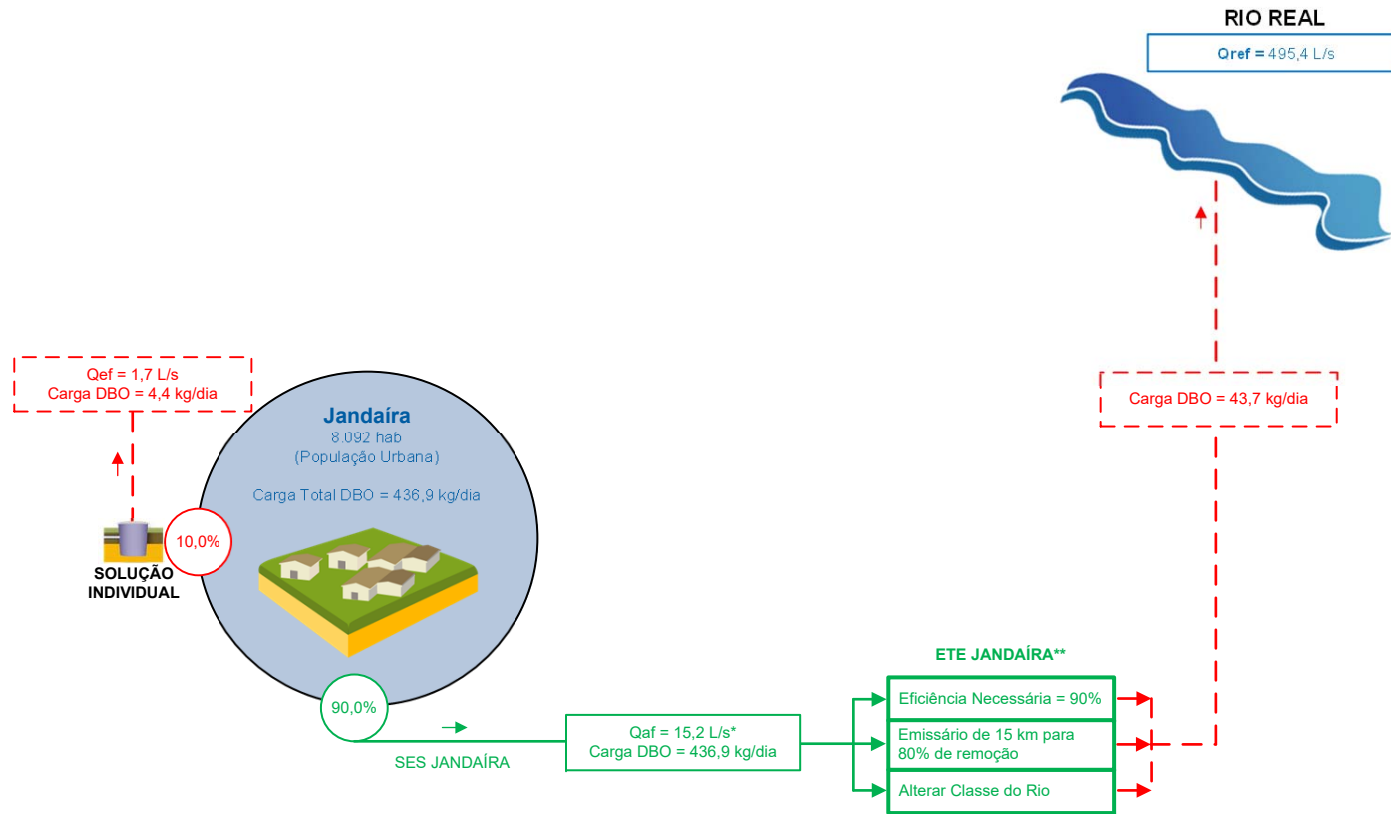 RIO REAL
Qref = 495,4 L/s
Qef = 1,7 L/s
Carga DBO = 4,4 kg/dia
Jandaíra
8.092 hab
(População Urbana)
Carga Total DBO = 436,9 kg/dia
Carga DBO = 43,7 kg/dia
10,0%
SOLUÇÃO
INDIVIDUAL
90,0%
SES JANDAÍRA
Qaf = 15,2 L/s*
Carga DBO = 436,9 kg/dia
ETE JANDAÍRA**
Eficiência Necessária = 90%
Emissário de 15 km para
80% de remoção
Alterar Classe do Rio